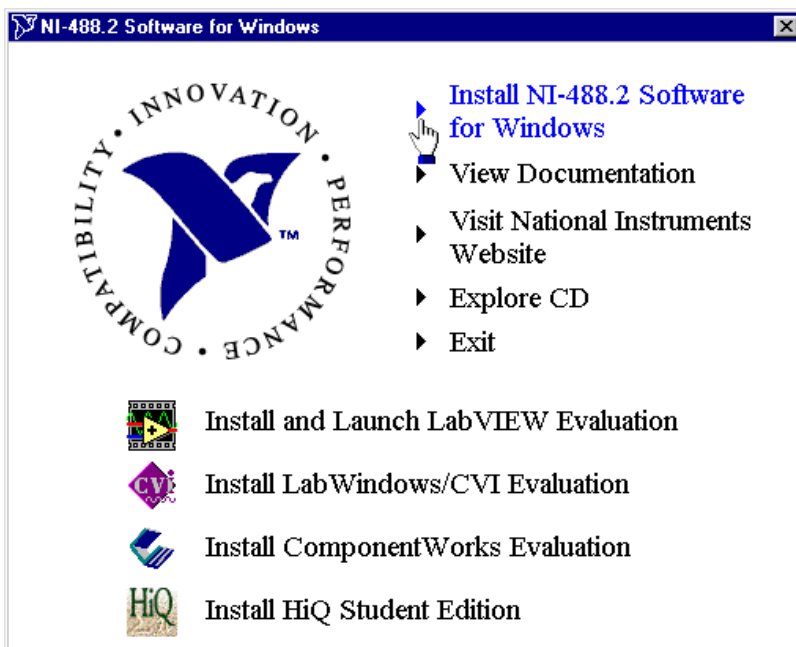 NI-488.2 Software for Windows
COMPATIBILITY • INNOVATION • PERFORMANCE •
TM
Install NI-488.2 Software
for Windows
View Documentation
Visit National Instruments
Website
Explore CD
Exit
Install and Launch LabVIEW Evaluation
CVI
Install LabWindows/CVI Evaluation
Install ComponentWorks Evaluation
HiQ
Install HiQ Student Edition